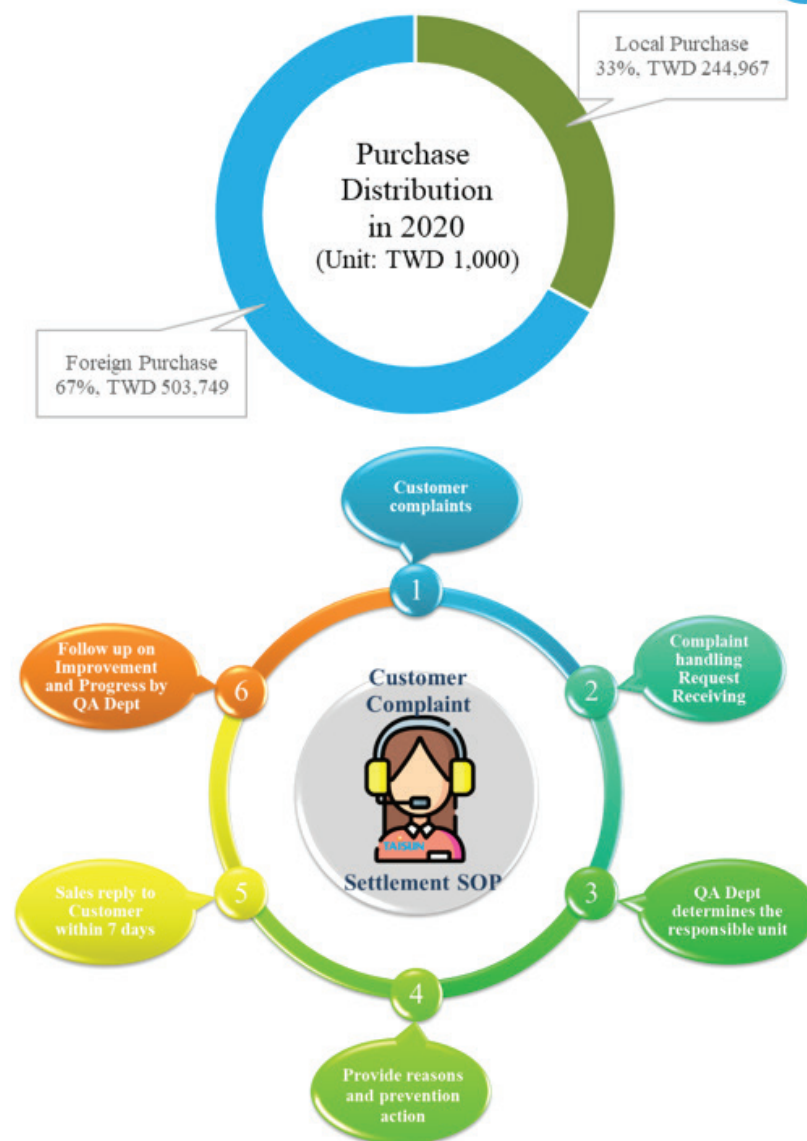 Local Purchase
33%, TWD 244,967
Purchase
Distribution
in 2020
(Unit: TWD 1,000)
Foreign Purchase
67%, TWD 503,749
Customer
complaints
1
Complaint
handling
Request
Receiving
2
QA Dept
determines the
responsible unit
3
Provide reasons
and prevention
action
4
Sales reply to
Customer
within 7 days
5
Follow up on
Improvement
and Progress by
QA Dept
6
Customer
Complaint
TAISUN
Settlement SOP